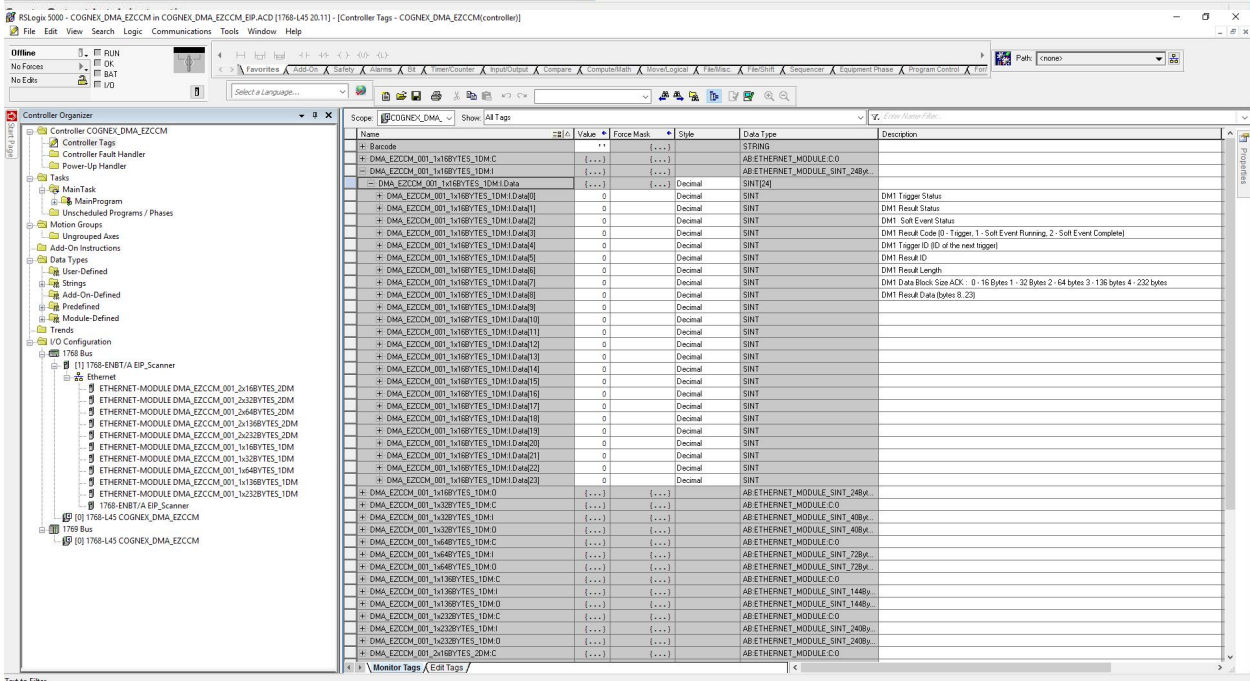 RSLogix 5000 - COGNEX_DMA_EZCCM in COGNEX_DMA_EZCCM_EIP.ACD [1768-L45 20.11] - [Controller Tags - COGNEX_DMA_EZCCM(controller)]
File Edit View Search Logic Communications Tools Window Help
Offline RUN
No Forces OK
BAT
No Edits I/O
Path: <none>
Favorites Add-On Safety Alarms Bit Timer/Counter Input/Output Compare Compute/Math Move/Logical File/Misc. File/Shift Sequencer Equipment Phase Program Control For/
Select a Language...
Start Page
Controller Organizer
Controller COGNEX_DMA_EZCCM
Controller Tags
Controller Fault Handler
Power-Up Handler
Tasks
MainTask
MainProgram
Unscheduled Programs / Phases
Motion Groups
Ungrouped Axes
Add-On Instructions
Data Types
User-Defined
Strings
Add-On-Defined
Predefined
Module-Defined
Trends
I/O Configuration
1768 Bus
[1] 1768-ENBT/A EIP_Scanner
Ethernet
ETHERNET-MODULE DMA_EZCCM_001_2x16BYTES_2DM
ETHERNET-MODULE DMA_EZCCM_001_2x32BYTES_2DM
ETHERNET-MODULE DMA_EZCCM_001_2x64BYTES_2DM
ETHERNET-MODULE DMA_EZCCM_001_2x136BYTES_2DM
ETHERNET-MODULE DMA_EZCCM_001_2x232BYTES_2DM
ETHERNET-MODULE DMA_EZCCM_001_1x16BYTES_1DM
ETHERNET-MODULE DMA_EZCCM_001_1x32BYTES_1DM
ETHERNET-MODULE DMA_EZCCM_001_1x64BYTES_1DM
ETHERNET-MODULE DMA_EZCCM_001_1x136BYTES_1DM
ETHERNET-MODULE DMA_EZCCM_001_1x232BYTES_1DM
1768-ENBT/A EIP_Scanner
[0] 1768-L45 COGNEX_DMA_EZCCM
1769 Bus
[0] 1768-L45 COGNEX_DMA_EZCCM
Scope: COGNEX_DMA_ Show: All Tags Enter Name Filter...
Name Value Force Mask Style Data Type Description
Barcode '' {...} STRING
DMA_EZCCM_001_1x16BYTES_1DM:C {...} {...} AB:ETHERNET_MODULE:C:0
DMA_EZCCM_001_1x16BYTES_1DM:I {...} {...} AB:ETHERNET_MODULE_SINT_24Byt...
DMA_EZCCM_001_1x16BYTES_1DM:I.Data {...} {...} Decimal SINT[24]
DMA_EZCCM_001_1x16BYTES_1DM:I.Data[0] 0 Decimal SINT DM1 Trigger Status
DMA_EZCCM_001_1x16BYTES_1DM:I.Data[1] 0 Decimal SINT DM1 Result Status
DMA_EZCCM_001_1x16BYTES_1DM:I.Data[2] 0 Decimal SINT DM1 Soft Event Status
DMA_EZCCM_001_1x16BYTES_1DM:I.Data[3] 0 Decimal SINT DM1 Result Code (0 - Trigger, 1 - Soft Event Running, 2 - Soft Event Complete)
DMA_EZCCM_001_1x16BYTES_1DM:I.Data[4] 0 Decimal SINT DM1 Trigger ID (ID of the next trigger)
DMA_EZCCM_001_1x16BYTES_1DM:I.Data[5] 0 Decimal SINT DM1 Result ID
DMA_EZCCM_001_1x16BYTES_1DM:I.Data[6] 0 Decimal SINT DM1 Result Length
DMA_EZCCM_001_1x16BYTES_1DM:I.Data[7] 0 Decimal SINT DM1 Data Block Size ACK : 0 - 16 Bytes 1 - 32 Bytes 2 - 64 bytes 3 - 136 bytes 4 - 232 bytes
DMA_EZCCM_001_1x16BYTES_1DM:I.Data[8] 0 Decimal SINT DM1 Result Data (bytes 8..23)
DMA_EZCCM_001_1x16BYTES_1DM:I.Data[9] 0 Decimal SINT
DMA_EZCCM_001_1x16BYTES_1DM:I.Data[10] 0 Decimal SINT
DMA_EZCCM_001_1x16BYTES_1DM:I.Data[11] 0 Decimal SINT
DMA_EZCCM_001_1x16BYTES_1DM:I.Data[12] 0 Decimal SINT
DMA_EZCCM_001_1x16BYTES_1DM:I.Data[13] 0 Decimal SINT
DMA_EZCCM_001_1x16BYTES_1DM:I.Data[14] 0 Decimal SINT
DMA_EZCCM_001_1x16BYTES_1DM:I.Data[15] 0 Decimal SINT
DMA_EZCCM_001_1x16BYTES_1DM:I.Data[16] 0 Decimal SINT
DMA_EZCCM_001_1x16BYTES_1DM:I.Data[17] 0 Decimal SINT
DMA_EZCCM_001_1x16BYTES_1DM:I.Data[18] 0 Decimal SINT
DMA_EZCCM_001_1x16BYTES_1DM:I.Data[19] 0 Decimal SINT
DMA_EZCCM_001_1x16BYTES_1DM:I.Data[20] 0 Decimal SINT
DMA_EZCCM_001_1x16BYTES_1DM:I.Data[21] 0 Decimal SINT
DMA_EZCCM_001_1x16BYTES_1DM:I.Data[22] 0 Decimal SINT
DMA_EZCCM_001_1x16BYTES_1DM:I.Data[23] 0 Decimal SINT
DMA_EZCCM_001_1x16BYTES_1DM:O {...} {...} AB:ETHERNET_MODULE_SINT_24Byt...
DMA_EZCCM_001_1x32BYTES_1DM:C {...} {...} AB:ETHERNET_MODULE:C:0
DMA_EZCCM_001_1x32BYTES_1DM:I {...} {...} AB:ETHERNET_MODULE_SINT_40Byt...
DMA_EZCCM_001_1x32BYTES_1DM:O {...} {...} AB:ETHERNET_MODULE_SINT_40Byt...
DMA_EZCCM_001_1x64BYTES_1DM:C {...} {...} AB:ETHERNET_MODULE:C:0
DMA_EZCCM_001_1x64BYTES_1DM:I {...} {...} AB:ETHERNET_MODULE_SINT_72Byt...
DMA_EZCCM_001_1x64BYTES_1DM:O {...} {...} AB:ETHERNET_MODULE_SINT_72Byt...
DMA_EZCCM_001_1x136BYTES_1DM:C {...} {...} AB:ETHERNET_MODULE:C:0
DMA_EZCCM_001_1x136BYTES_1DM:I {...} {...} AB:ETHERNET_MODULE_SINT_144By...
DMA_EZCCM_001_1x136BYTES_1DM:O {...} {...} AB:ETHERNET_MODULE_SINT_144By...
DMA_EZCCM_001_1x232BYTES_1DM:C {...} {...} AB:ETHERNET_MODULE:C:0
DMA_EZCCM_001_1x232BYTES_1DM:I {...} {...} AB:ETHERNET_MODULE_SINT_240By...
DMA_EZCCM_001_1x232BYTES_1DM:O {...} {...} AB:ETHERNET_MODULE_SINT_240By...
DMA_EZCCM_001_2x16BYTES_2DM:C {...} {...} AB:ETHERNET_MODULE:C:0
Monitor Tags Edit Tags
Properties